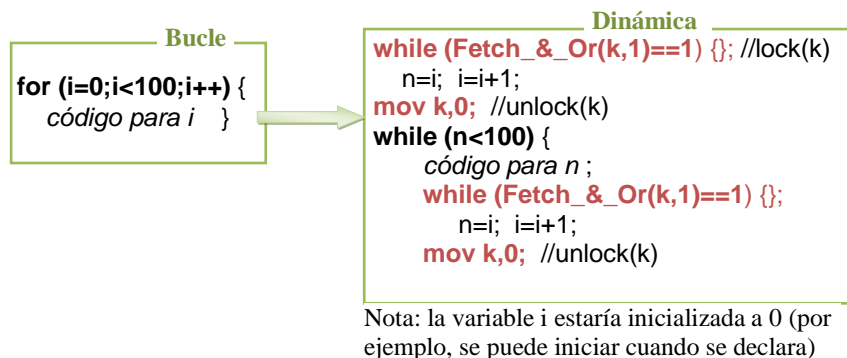 Bucle
for (i=0;i<100;i++) {
código para i }
Dinámica
while (Fetch_&_Or(k,1)==1) {}; //lock(k)
n=i; i=i+1;
mov k,0; //unlock(k)
while (n<100) {
código para n ;
while (Fetch_&_Or(k,1)==1) {};
n=i; i=i+1;
mov k,0; //unlock(k)
Nota: la variable i estaría inicializada a 0 (por
ejemplo, se puede iniciar cuando se declara)